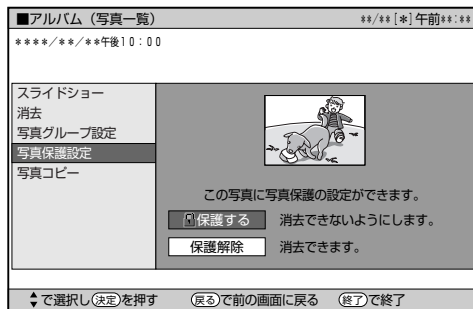 ■アルバム（写真一覧） **/**[*]午前**:**
****/**/**午後10:00
スライドショー
消去
写真グループ設定
写真保護設定
写真コピー
この写真に写真保護の設定ができます。
保護する 消去できないようにします。
保護解除 消去できます。
で選択し決定を押す 戻るで前の画面に戻る 終了で終了